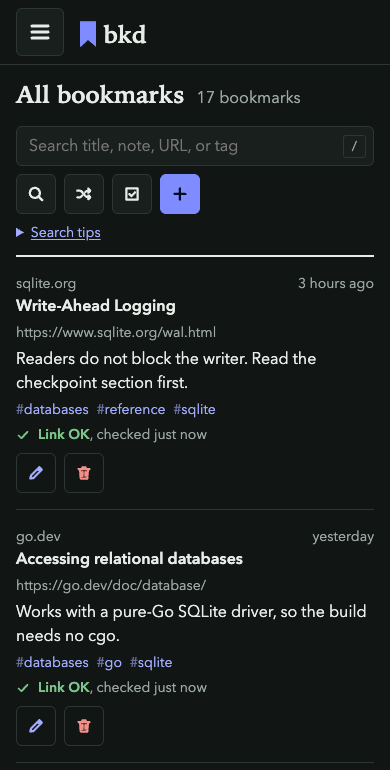 bkd
All bookmarks 17 bookmarks
Search title, note, URL, or tag /
Search tips
sqlite.org 3 hours ago
Write-Ahead Logging
https://www.sqlite.org/wal.html
Readers do not block the writer. Read the
checkpoint section first.
#databases #reference #sqlite
Link OK, checked just now
go.dev yesterday
Accessing relational databases
https://go.dev/doc/database/
Works with a pure-Go SQLite driver, so the build
needs no cgo.
#databases #go #sqlite
Link OK, checked just now